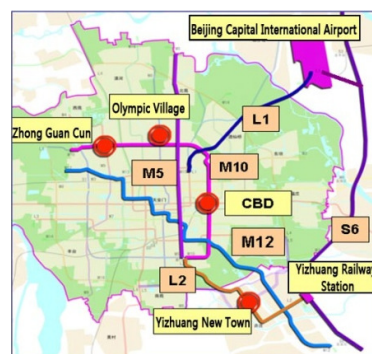 Beijing Capital International Airport
Olympic Village
L1
Zhong Guan Cun
M5
M10
CBD
S6
M12
L2
Yizhuang Railway
Station
Yizhuang New Town